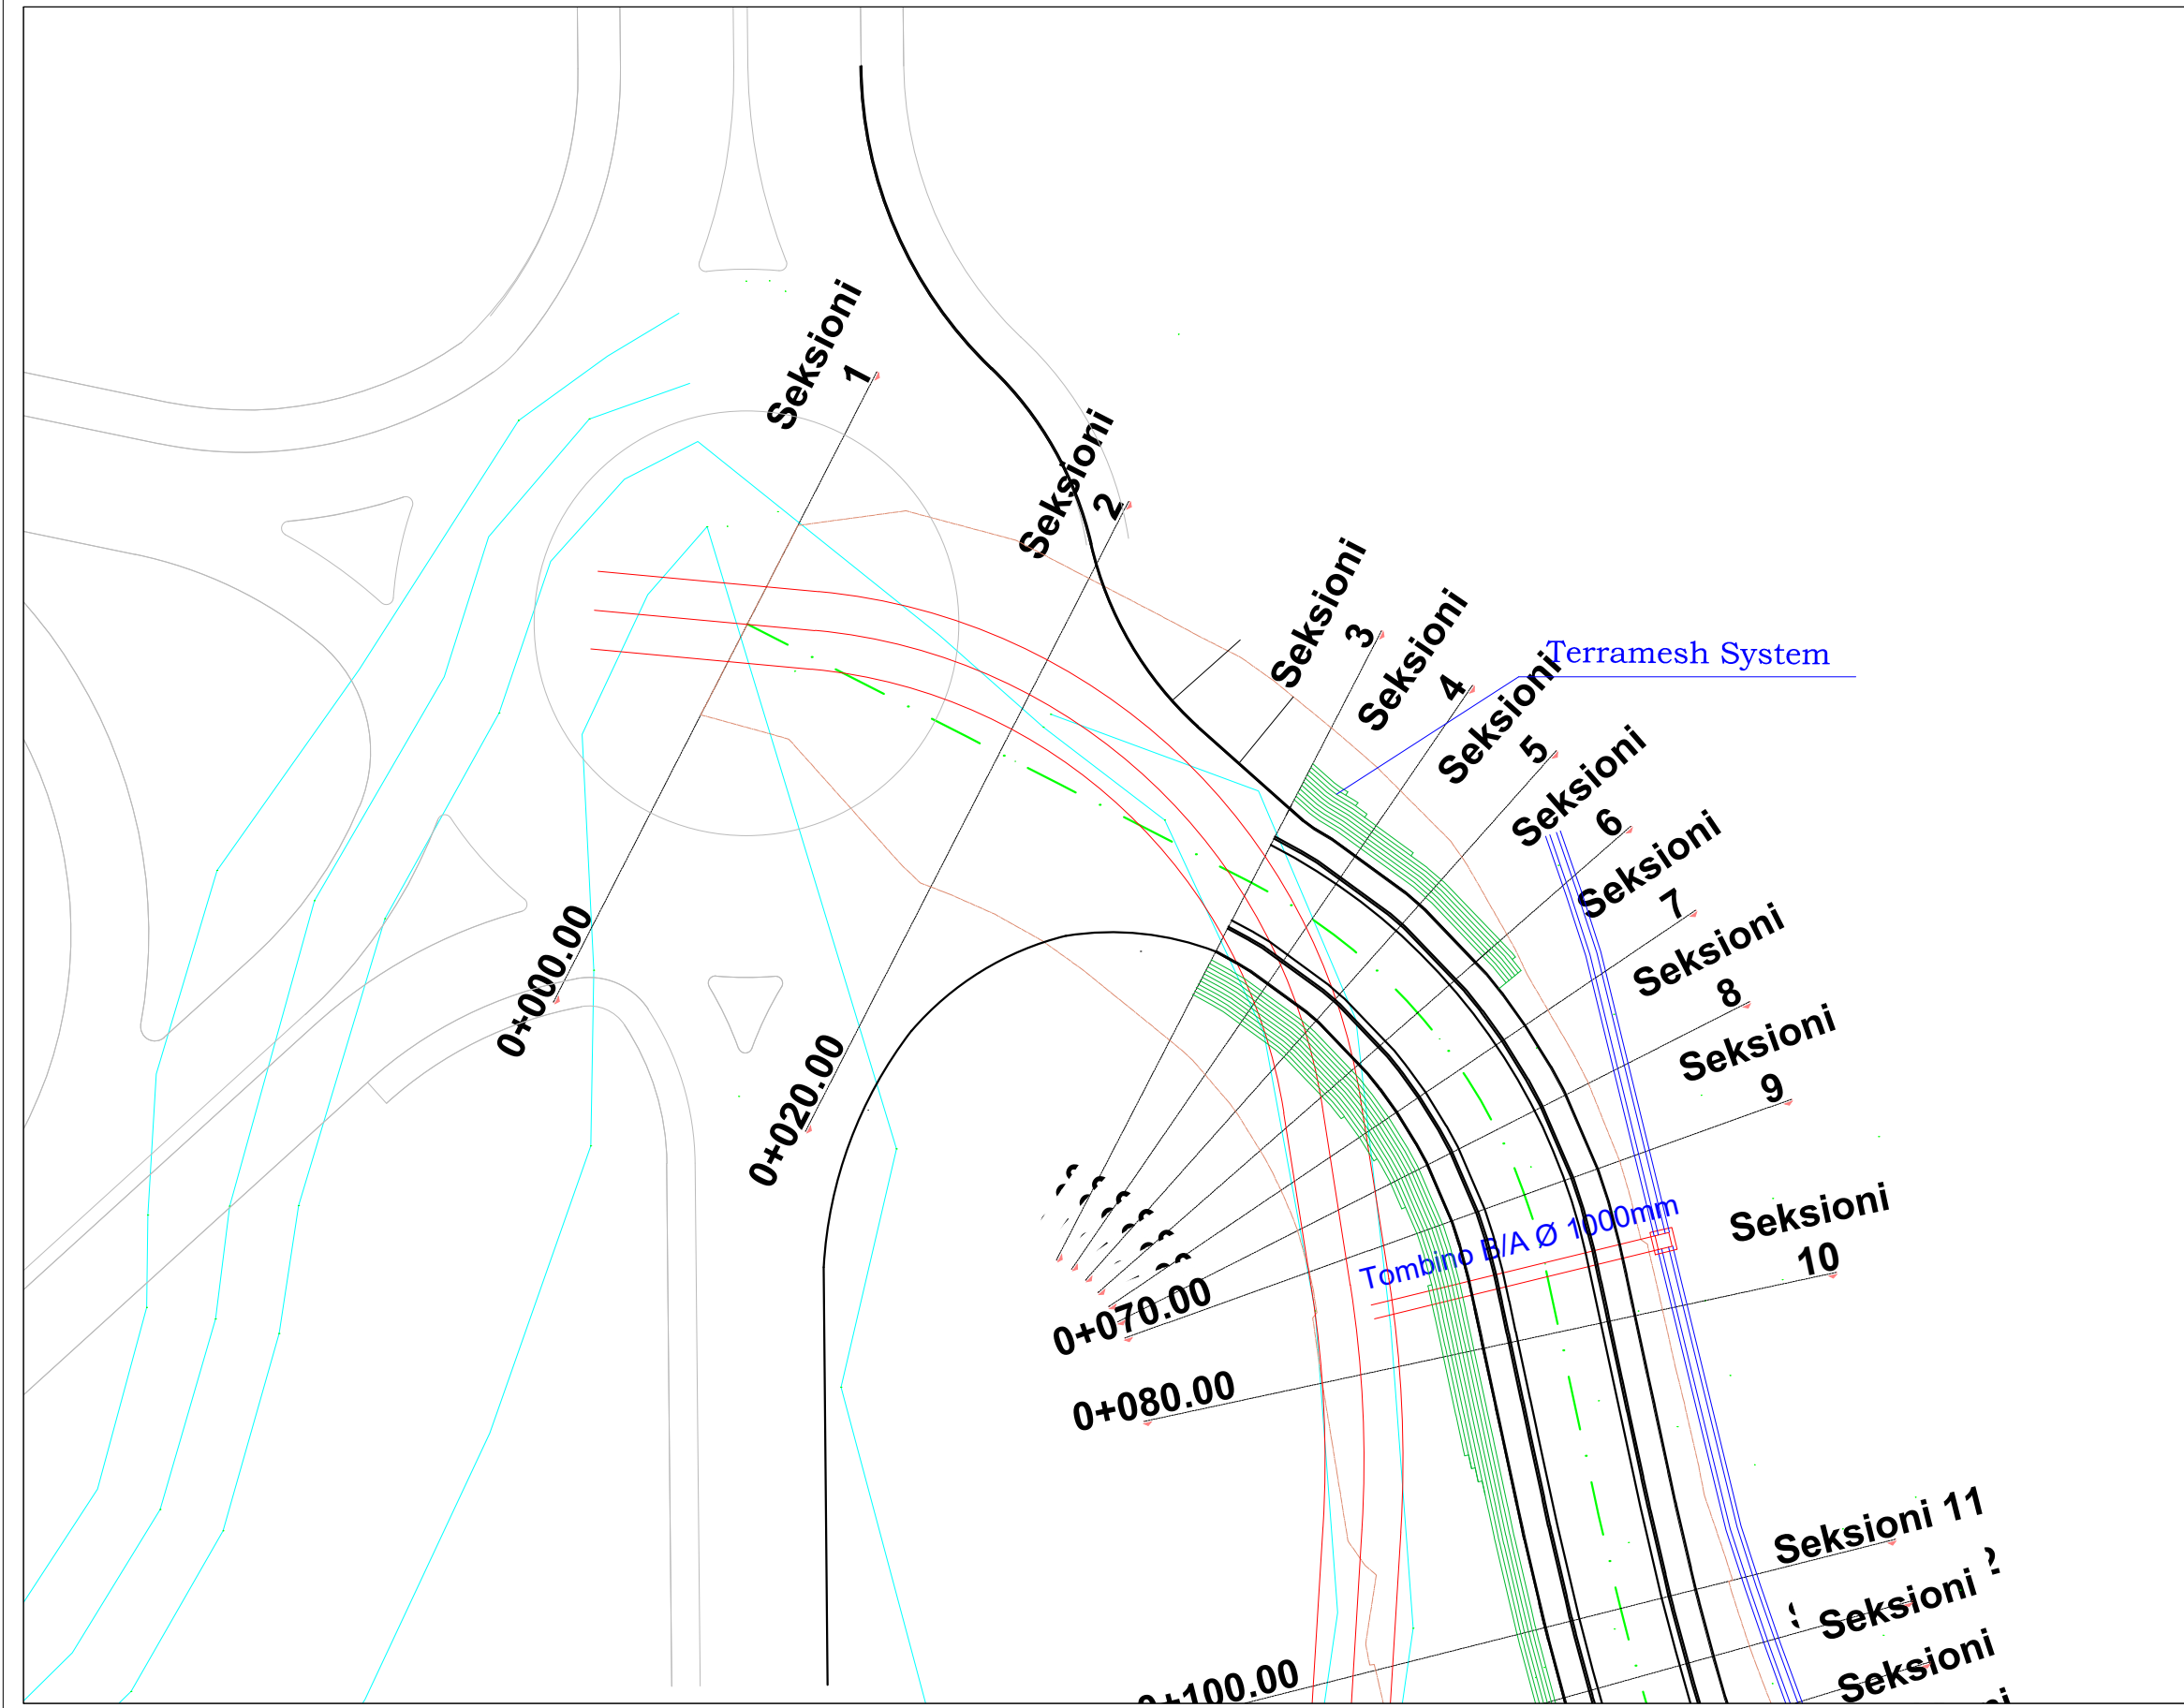 Seksioni
1
Seksioni
2
Seksioni
3
Seksioni
4
Seksioni
5
Terramesh System
Seksioni
6
Seksioni
7
Seksioni
8
Seksioni
9
Seksioni
10
Tombino B/A Ø 1000mm
0+000.00
0+020.00
0+070.00
0+080.00
Seksioni 11
Seksioni
Seksioni
0+100.00